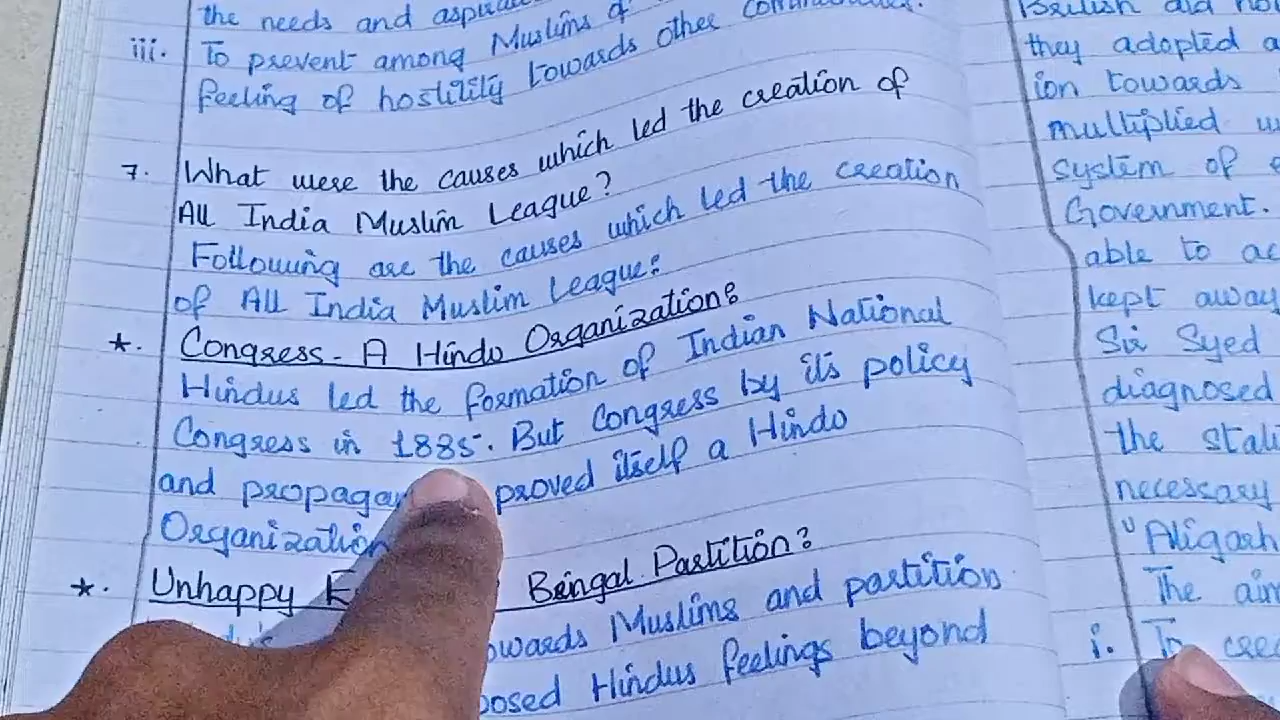 the needs and
iii. To prevent among Muslims of
feeling of hostility towards other communities.
7. What were the causes which led the creation of
All India Muslim League?
Following are the causes which led the creation
of All India Muslim League:
*. Congress - A Hindu Organization:
Hindus led the formation of Indian National
Congress in 1885. But Congress by its policy
and proved itself a Hindu
Organization
*. Unhappy Bengal Partition:
Muslims and partition
Hindus feelings beyond
British did
they adopted a
ion towards
multiplied
system of
Government.
able to
kept away
Sir Syed
diagnosed
the
necessary
"Aligarh
The aim
i. To